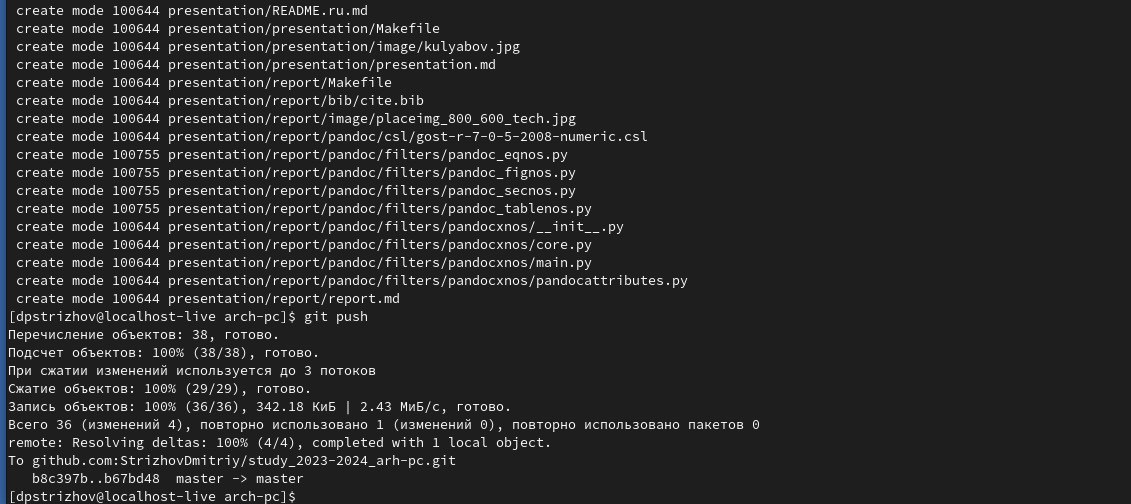 create mode 100644 presentation/README.ru.md
create mode 100644 presentation/presentation/Makefile
create mode 100644 presentation/presentation/image/kulyabov.jpg
create mode 100644 presentation/presentation/presentation.md
create mode 100644 presentation/report/Makefile
create mode 100644 presentation/report/bib/cite.bib
create mode 100644 presentation/report/image/placeimg_800_600_tech.jpg
create mode 100644 presentation/report/pandoc/csl/gost-r-7-0-5-2008-numeric.csl
create mode 100755 presentation/report/pandoc/filters/pandoc_eqnos.py
create mode 100755 presentation/report/pandoc/filters/pandoc_fignos.py
create mode 100755 presentation/report/pandoc/filters/pandoc_secnos.py
create mode 100755 presentation/report/pandoc/filters/pandoc_tablenos.py
create mode 100644 presentation/report/pandoc/filters/pandocxnos/__init__.py
create mode 100644 presentation/report/pandoc/filters/pandocxnos/core.py
create mode 100644 presentation/report/pandoc/filters/pandocxnos/main.py
create mode 100644 presentation/report/pandoc/filters/pandocxnos/pandocattributes.py
create mode 100644 presentation/report/report.md
[dpstrizhov@localhost-live arch-pc]$ git push
Перечисление объектов: 38, готово.
Подсчет объектов: 100% (38/38), готово.
При сжатии изменений используется до 3 потоков
Сжатие объектов: 100% (29/29), готово.
Запись объектов: 100% (36/36), 342.18 КиБ | 2.43 МиБ/с, готово.
Всего 36 (изменений 4), повторно использовано 1 (изменений 0), повторно использовано пакетов 0
remote: Resolving deltas: 100% (4/4), completed with 1 local object.
To github.com:StrizhovDmitriy/study_2023-2024_arh-pc.git
b8c397b..b67bd48  master -> master
[dpstrizhov@localhost-live arch-pc]$